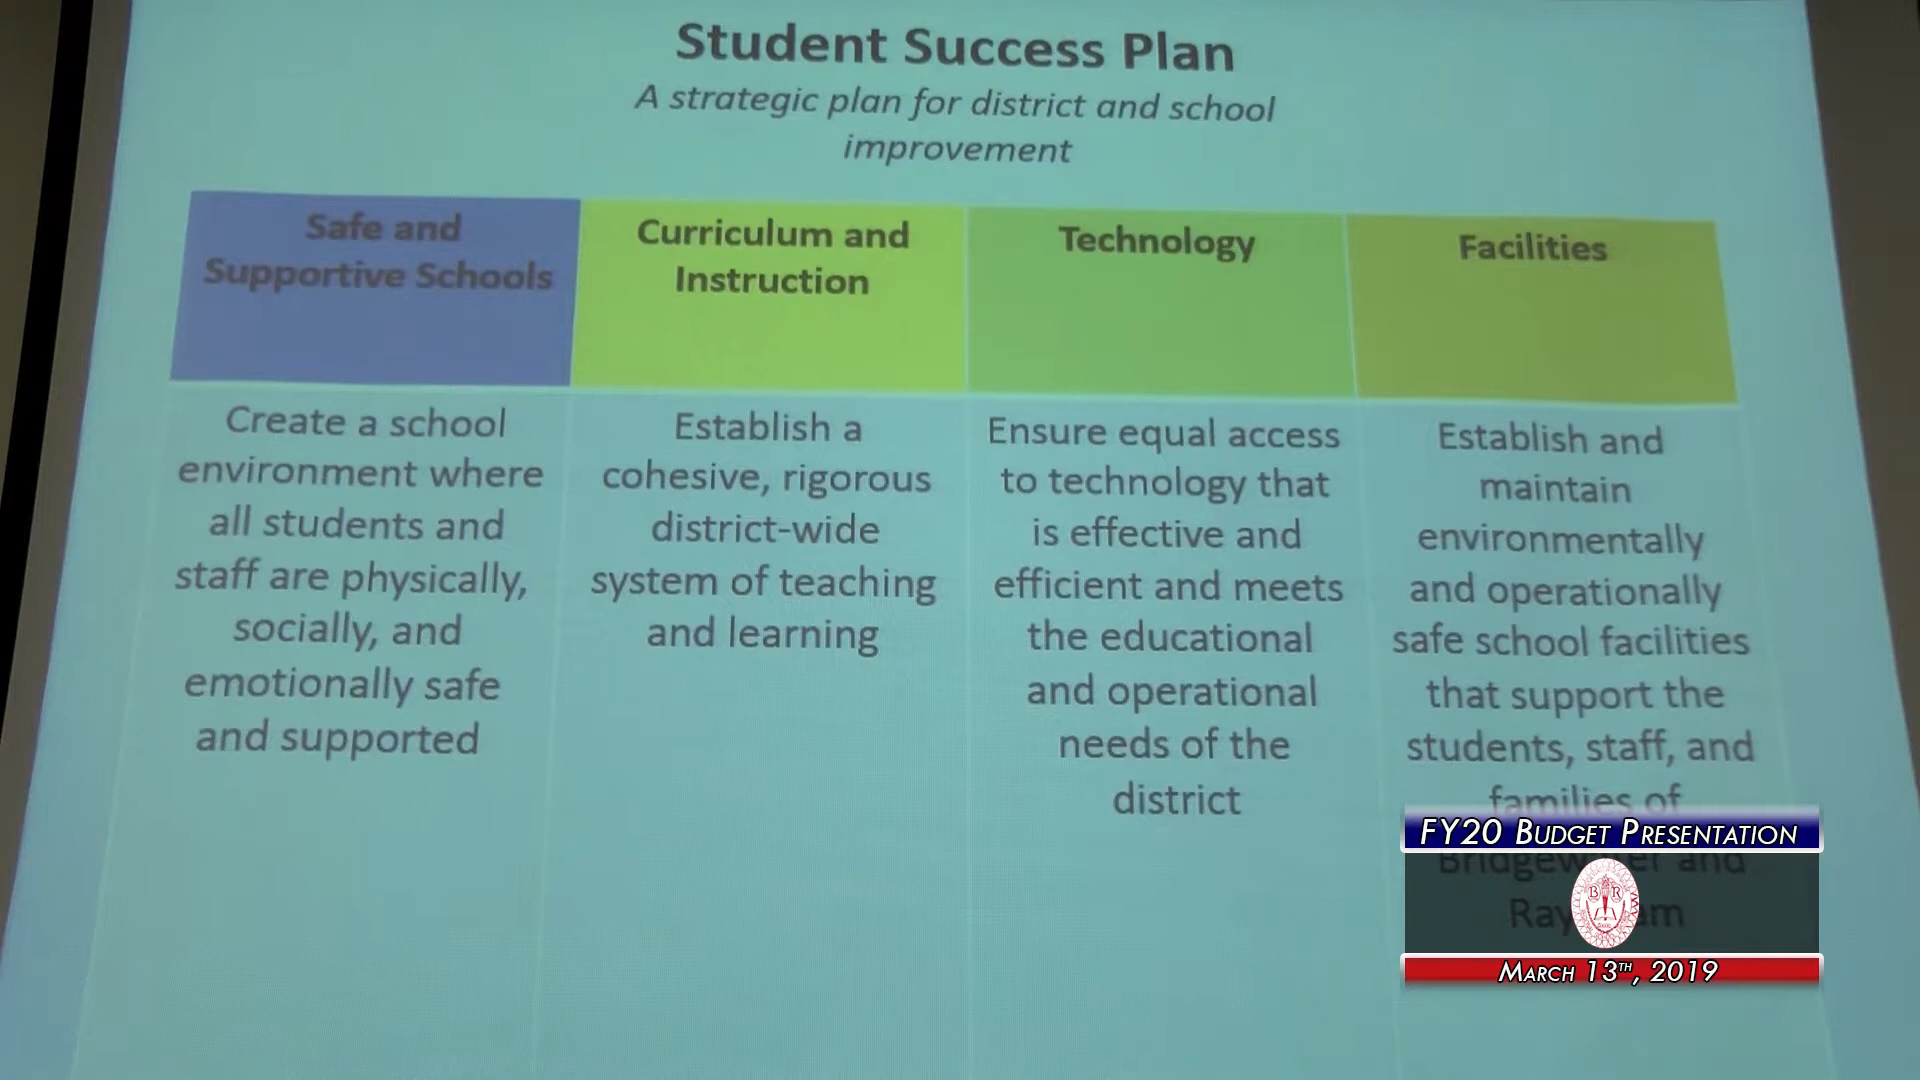 Student Success Plan
A strategic plan for district and school
improvement
Safe and
Supportive Schools
Create a school
environment where
all students and
staff are physically,
socially, and
emotionally safe
and supported
Curriculum and
Instruction
Establish a
cohesive, rigorous
district-wide
system of teaching
and learning
Technology
Ensure equal access
to technology that
is effective and
efficient and meets
the educational
and operational
needs of the
district
Facilities
Establish and
maintain
environmentally
and operationally
safe school facilities
that support the
students, staff, and
families of
and
FY20 BUDGET PRESENTATION
B R
MARCH 13TH, 2019